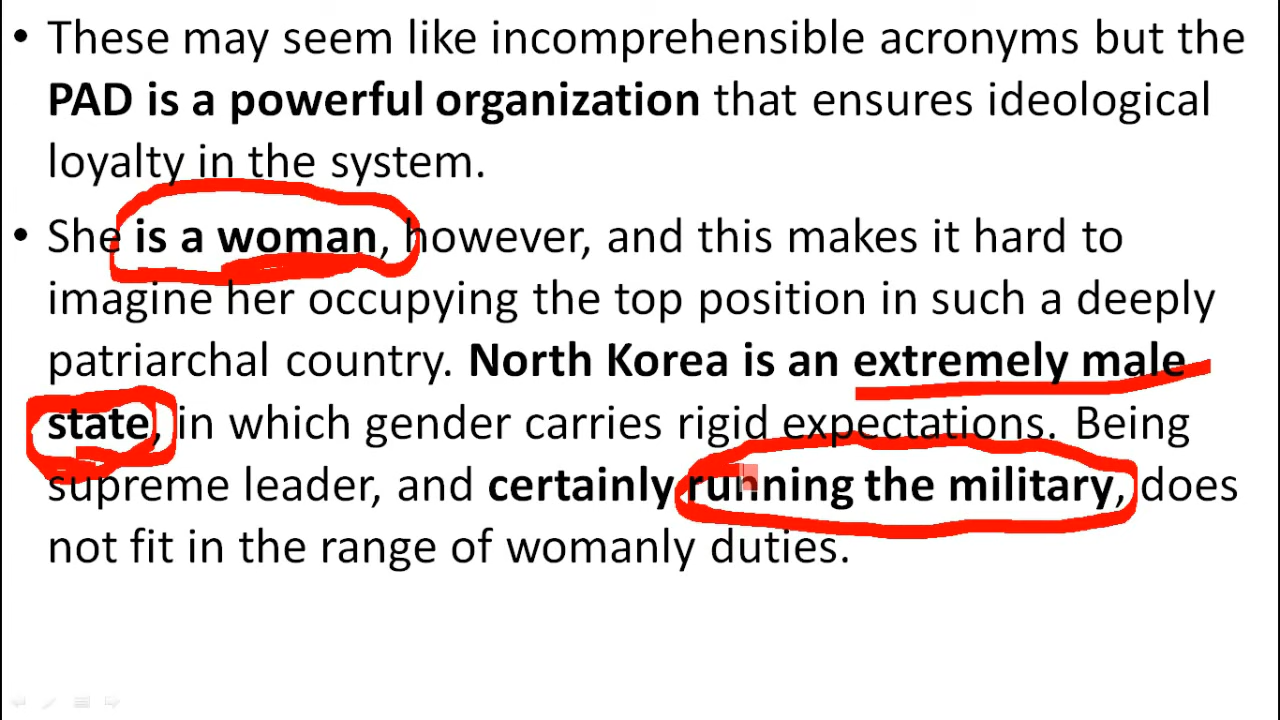 • These may seem like incomprehensible acronyms but the
PAD is a powerful organization that ensures ideological
loyalty in the system.
• She is a woman, however, and this makes it hard to
imagine her occupying the top position in such a deeply
patriarchal country. North Korea is an extremely male
state, in which gender carries rigid expectations. Being
supreme leader, and certainly running the military, does
not fit in the range of womanly duties.